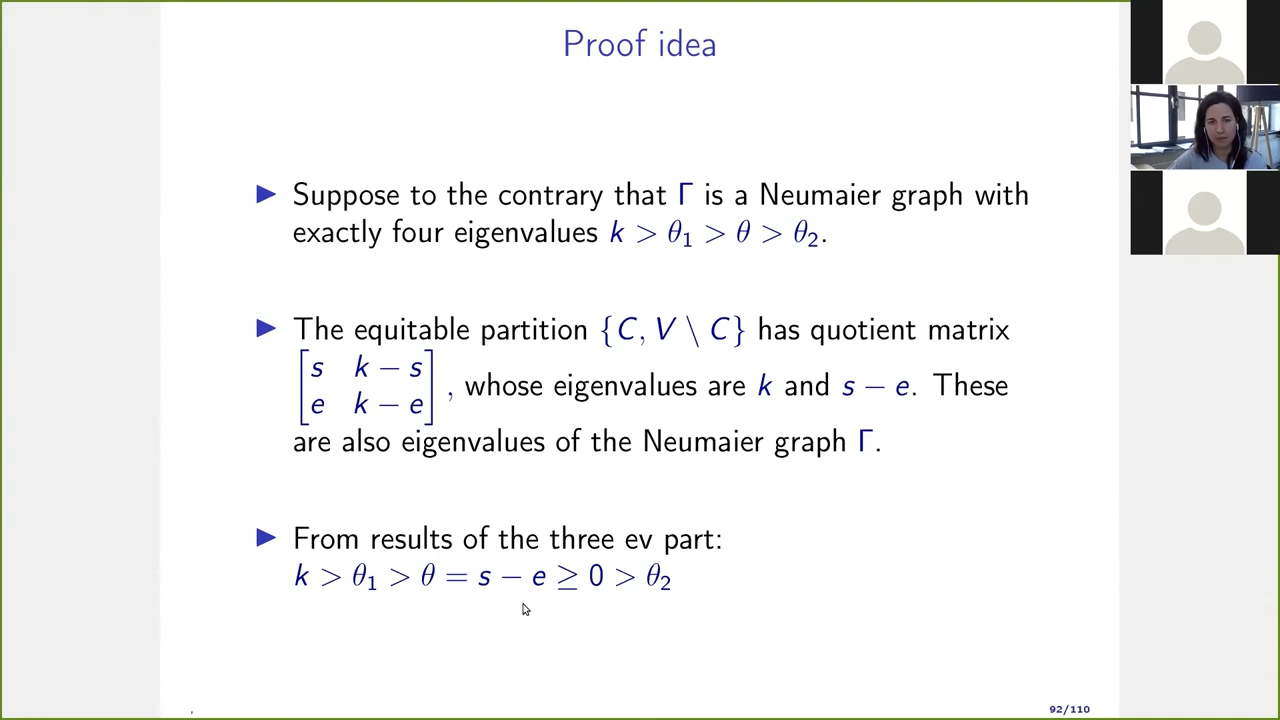 Proof idea
▶ Suppose to the contrary that Γ is a Neumaier graph with
exactly four eigenvalues k > θ₁ > θ > θ₂.
▶ The equitable partition {C, V \ C} has quotient matrix
[s k − s
e k − e] , whose eigenvalues are k and s − e. These
are also eigenvalues of the Neumaier graph Γ.
▶ From results of the three ev part:
k > θ₁ > θ = s − e ≥ 0 > θ₂
,
92/110